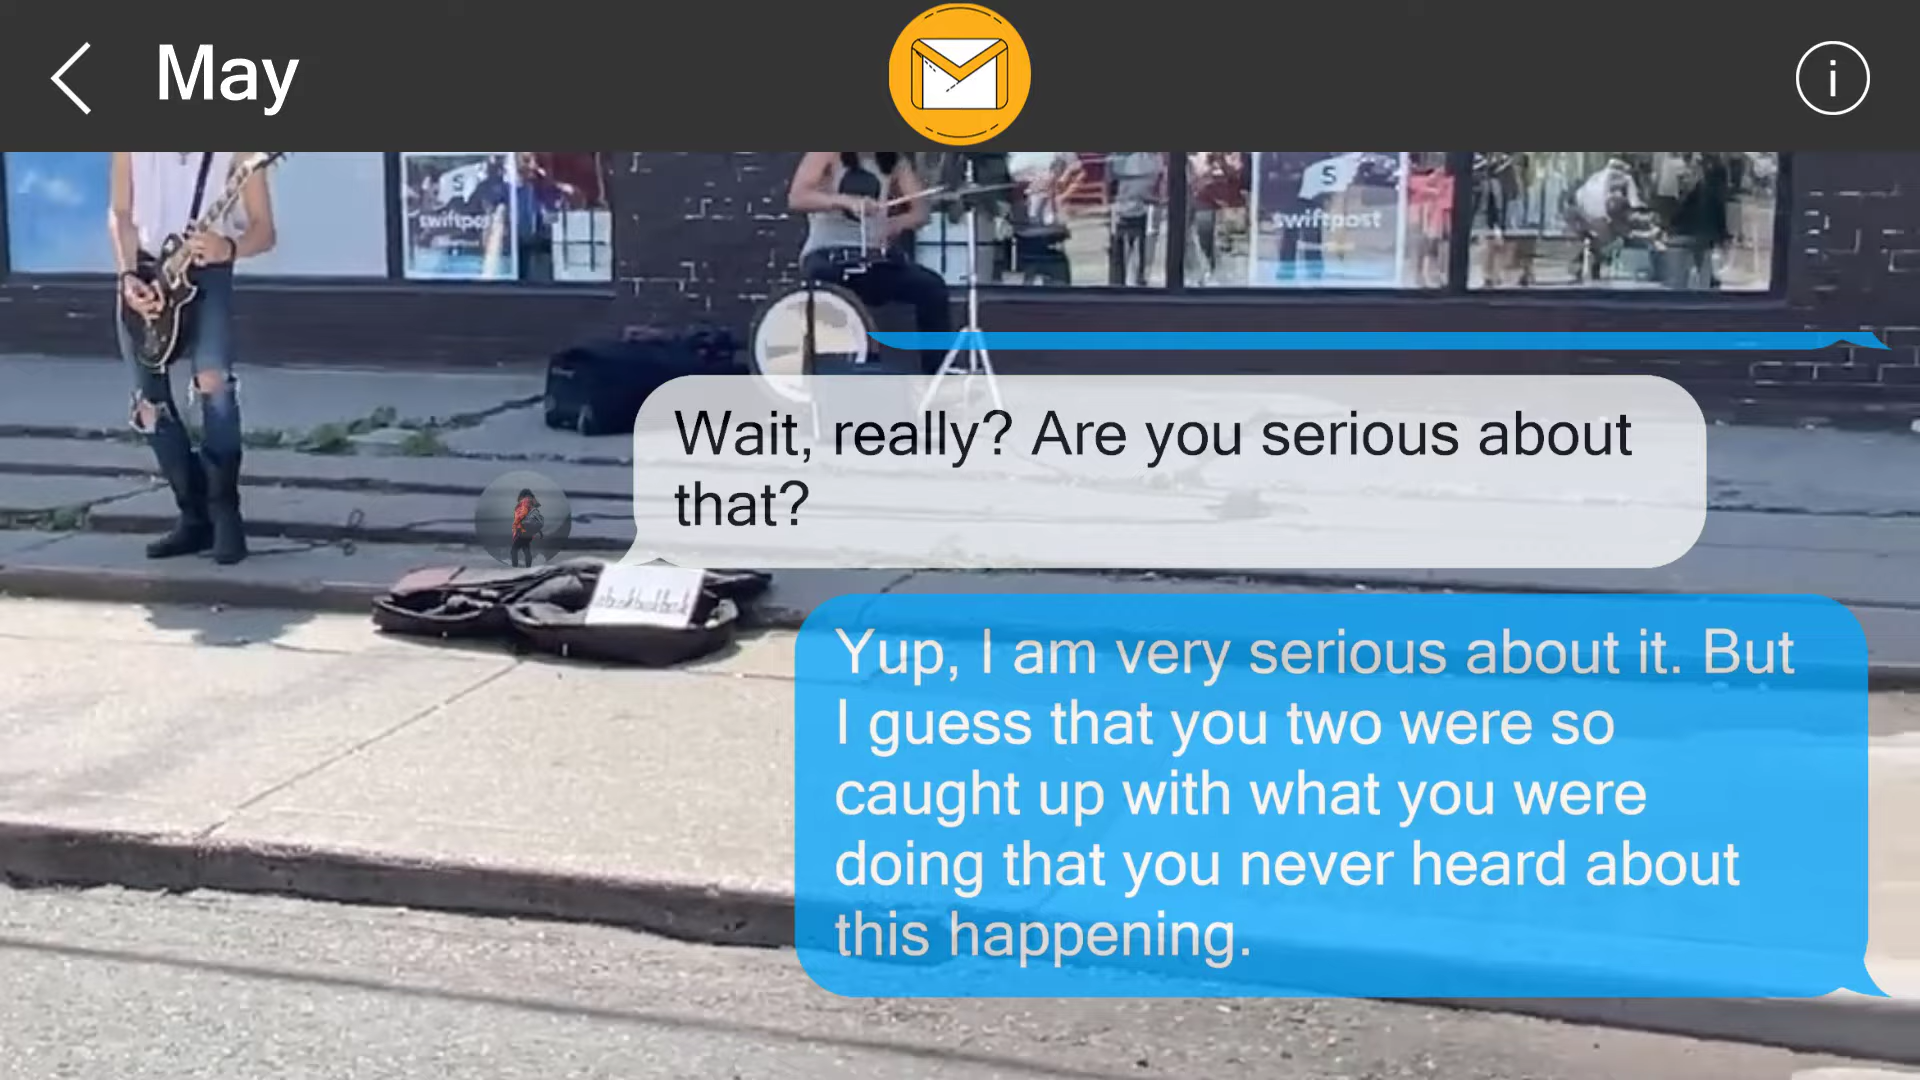 May
i
S
swiftpost
S
swiftpost
Wait, really? Are you serious about
that?
Yup, I am very serious about it. But
I guess that you two were so
caught up with what you were
doing that you never heard about
this happening.